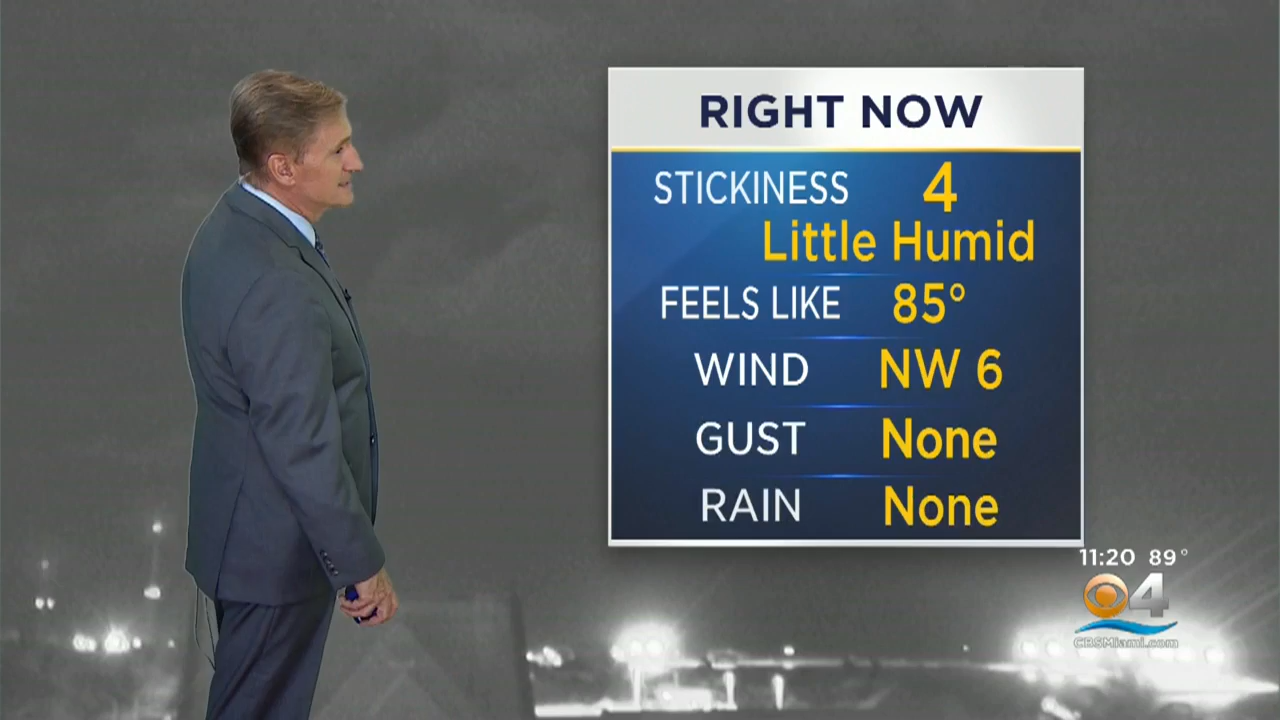 RIGHT NOW
STICKINESS 4
Little Humid
FEELS LIKE 85°
WIND NW 6
GUST None
RAIN None
11:20 89°
4
CBSMiami.com